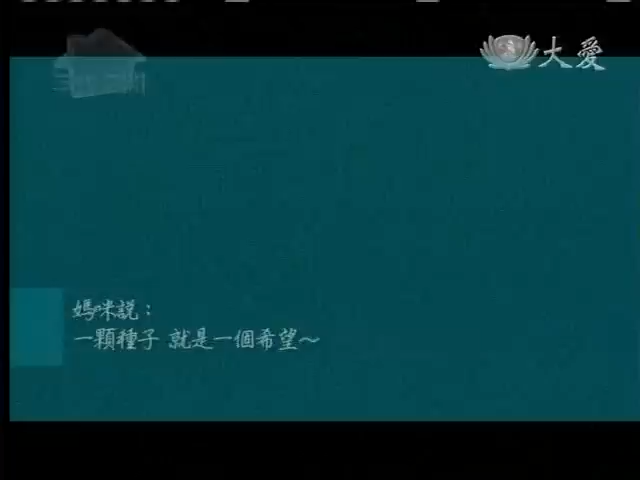 大愛
媽咪說：
一顆種子 就是一個希望～